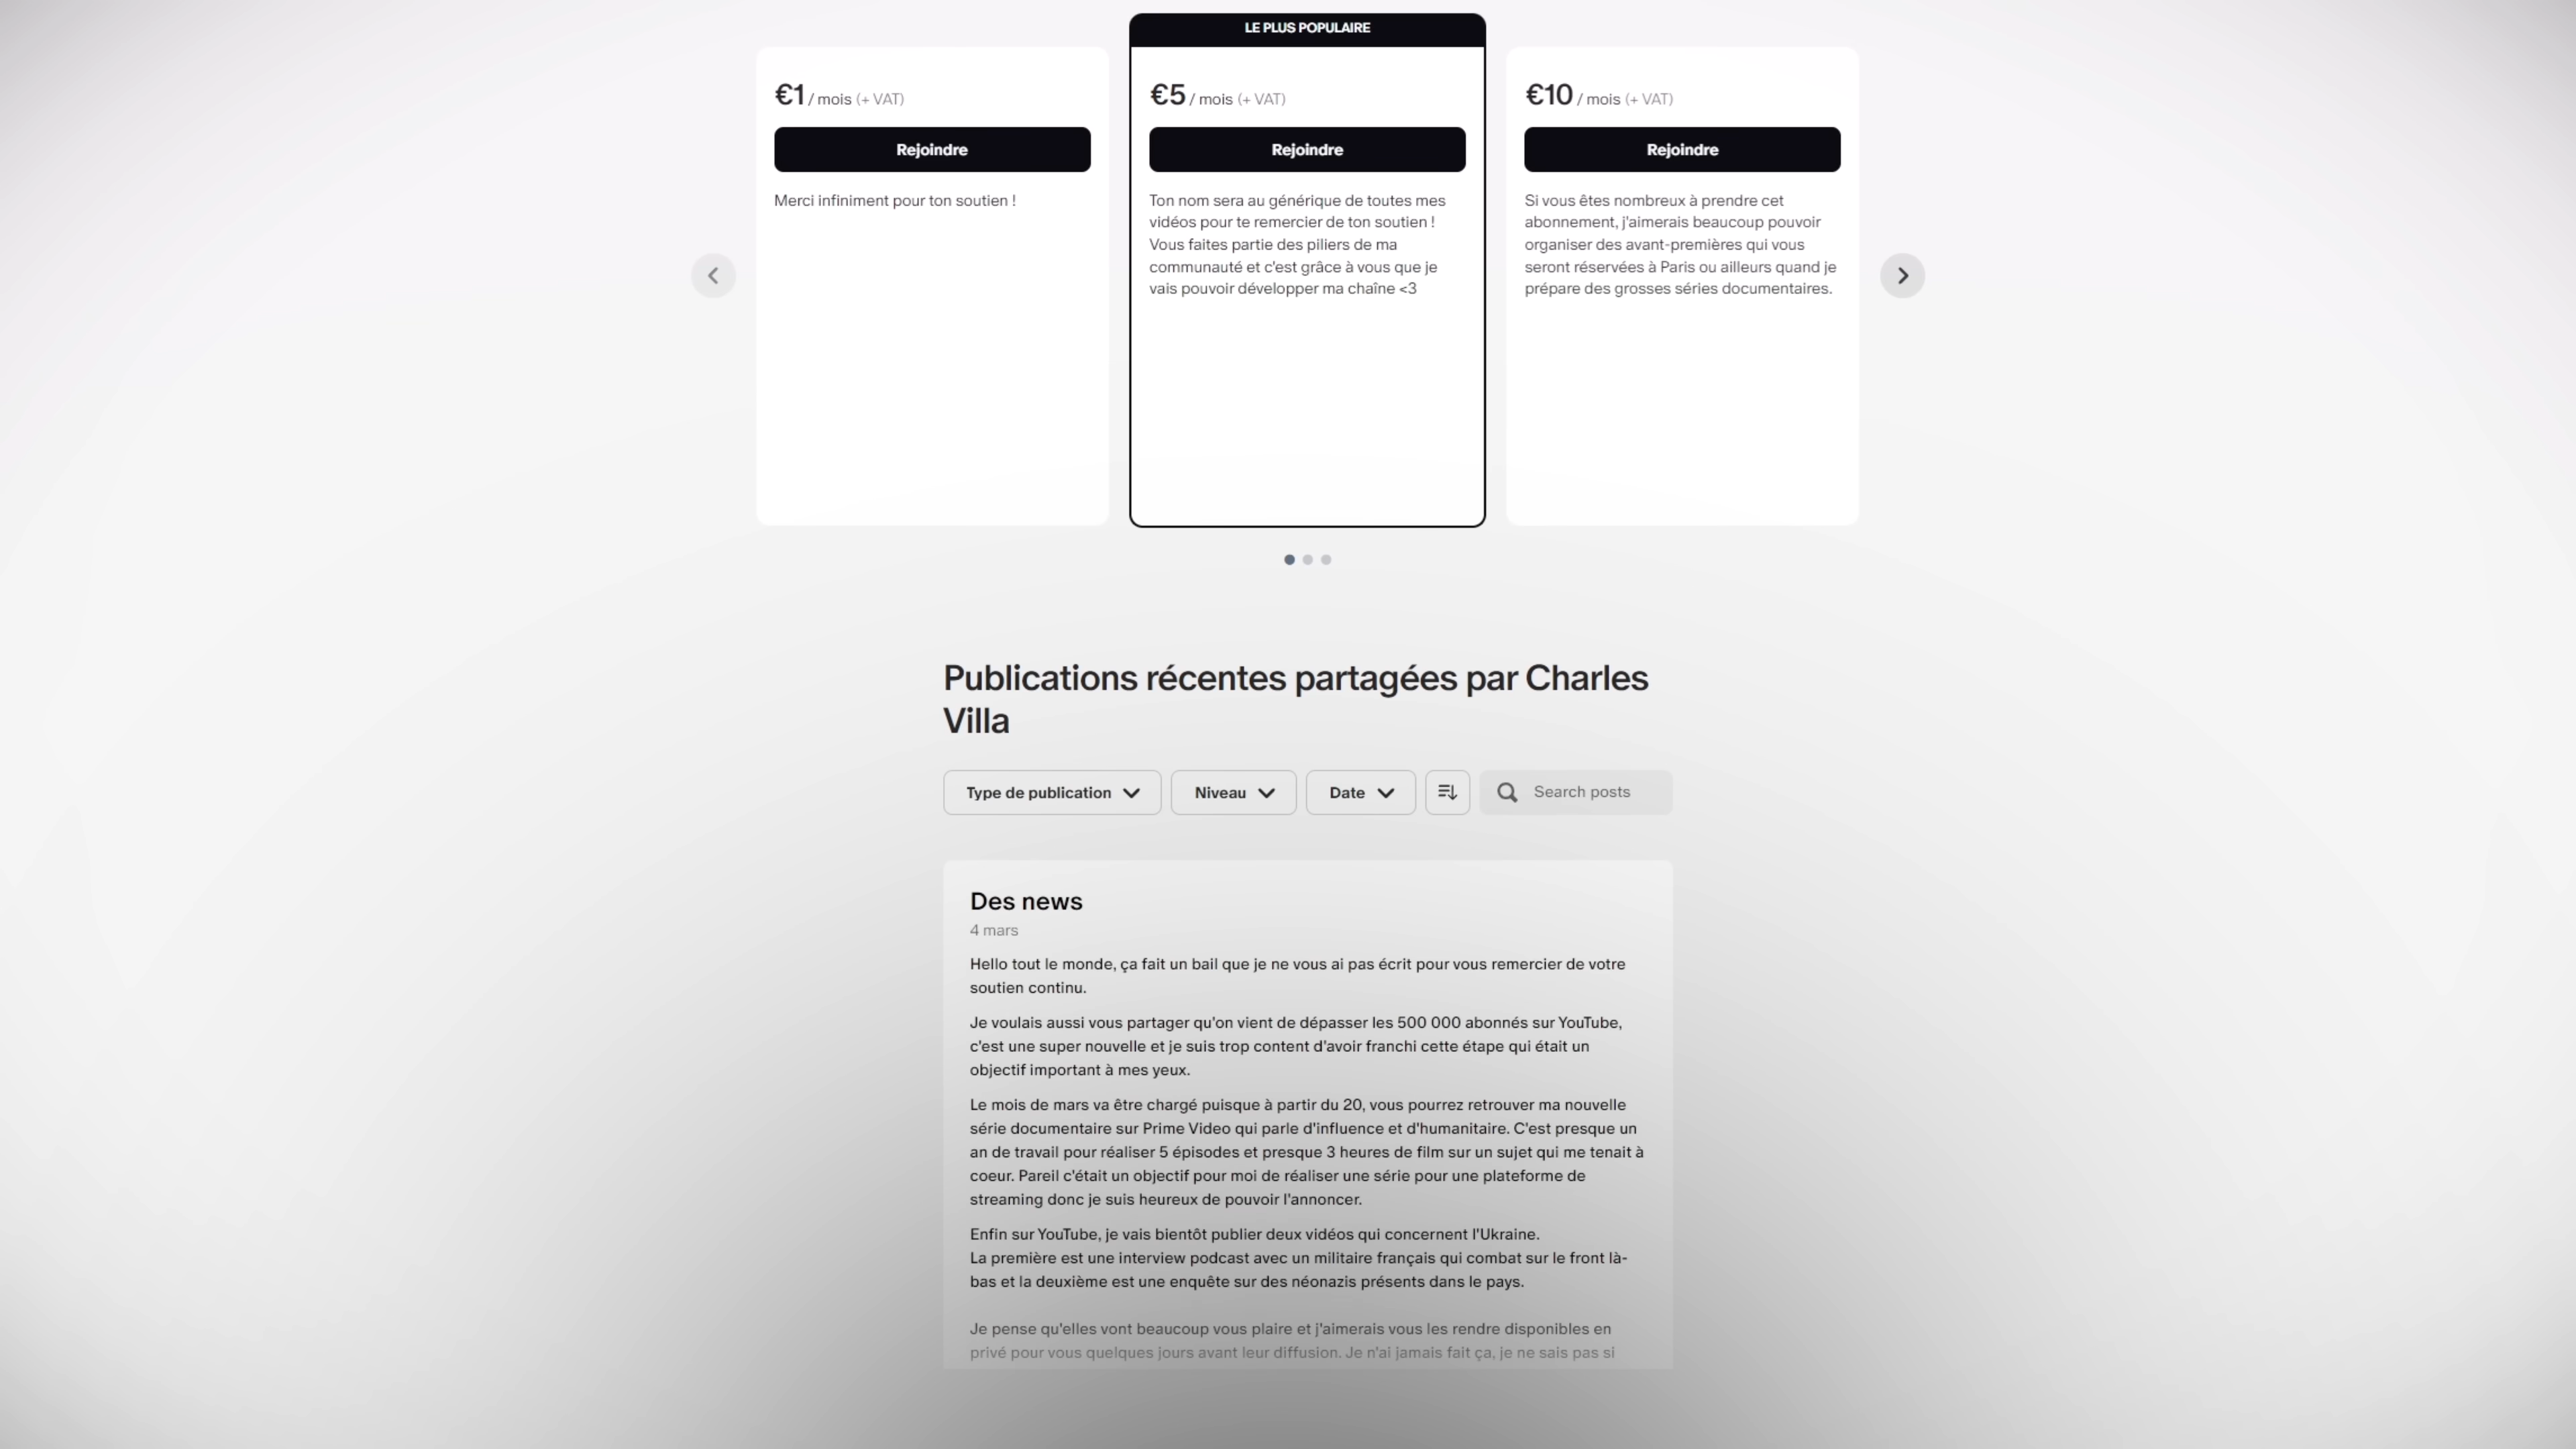 LE PLUS POPULAIRE
€1 / mois (+ VAT)
Rejoindre
Merci infiniment pour ton soutien !
€5 / mois (+ VAT)
Rejoindre
Ton nom sera au générique de toutes mes
vidéos pour te remercier de ton soutien !
Vous faites partie des piliers de ma
communauté et c'est grâce à vous que je
vais pouvoir développer ma chaîne <3
€10 / mois (+ VAT)
Rejoindre
Si vous êtes nombreux à prendre cet
abonnement, j'aimerais beaucoup pouvoir
organiser des avant-premières qui vous
seront réservées à Paris ou ailleurs quand je
prépare des grosses séries documentaires.
Publications récentes partagées par Charles
Villa
Type de publication
Niveau
Date
Search posts
Des news
4 mars
Hello tout le monde, ça fait un bail que je ne vous ai pas écrit pour vous remercier de votre
soutien continu.
Je voulais aussi vous partager qu'on vient de dépasser les 500 000 abonnés sur YouTube,
c'est une super nouvelle et je suis trop content d'avoir franchi cette étape qui était un
objectif important à mes yeux.
Le mois de mars va être chargé puisque à partir du 20, vous pourrez retrouver ma nouvelle
série documentaire sur Prime Video qui parle d'influence et d'humanitaire. C'est presque un
an de travail pour réaliser 5 épisodes et presque 3 heures de film sur un sujet qui me tenait à
coeur. Pareil c'était un objectif pour moi de réaliser une série pour une plateforme de
streaming donc je suis heureux de pouvoir l'annoncer.
Enfin sur YouTube, je vais bientôt publier deux vidéos qui concernent l'Ukraine.
La première est une interview podcast avec un militaire français qui combat sur le front là-
bas et la deuxième est une enquête sur des néonazis présents dans le pays.
Je pense qu'elles vont beaucoup vous plaire et j'aimerais vous les rendre disponibles en
privé pour vous quelques jours avant leur diffusion. Je n'ai jamais fait ça, je ne sais pas si